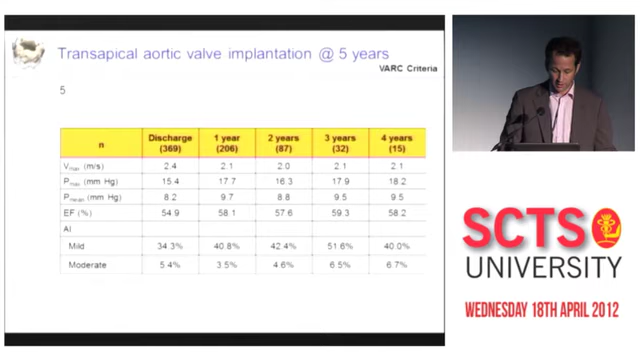 Transapical aortic valve implantation @ 5 years
VARC Criteria
5
n Discharge (369) 1 year (206) 2 years (87) 3 years (32) 4 years (15)
Vmax (m/s) 2.4 2.1 2.0 2.1 2.1
Pmax (mm Hg) 15.4 17.7 16.3 17.9 18.2
Pmean (mm Hg) 8.2 9.7 8.8 9.5 9.5
EF (%) 54.9 58.1 57.6 59.3 58.2
AI
Mild 34.3% 40.8% 42.4% 51.6% 40.0%
Moderate 5.4% 3.5% 4.6% 6.5% 6.7%
SCTS
UNIVERSITY
WEDNESDAY 18TH APRIL 2012